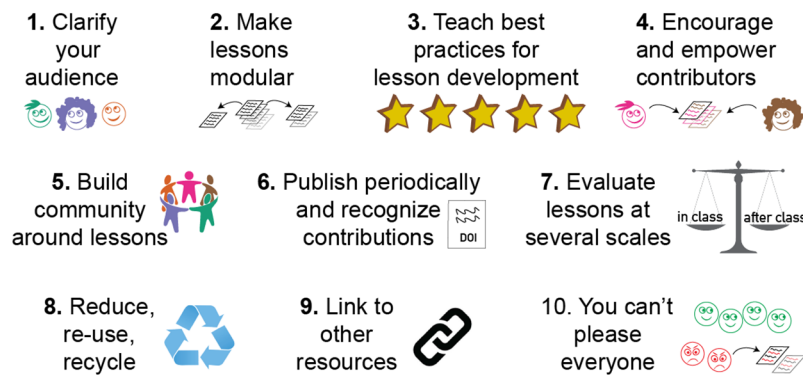 1. Clarify
your
audience
2. Make
lessons
modular
3. Teach best
practices for
lesson development
4. Encourage
and empower
contributors
5. Build
community
around lessons
6. Publish periodically
and recognize
contributions
DOI
7. Evaluate
lessons at
several scales
in class
after class
8. Reduce,
re-use,
recycle
9. Link to
other
resources
10. You can't
please
everyone